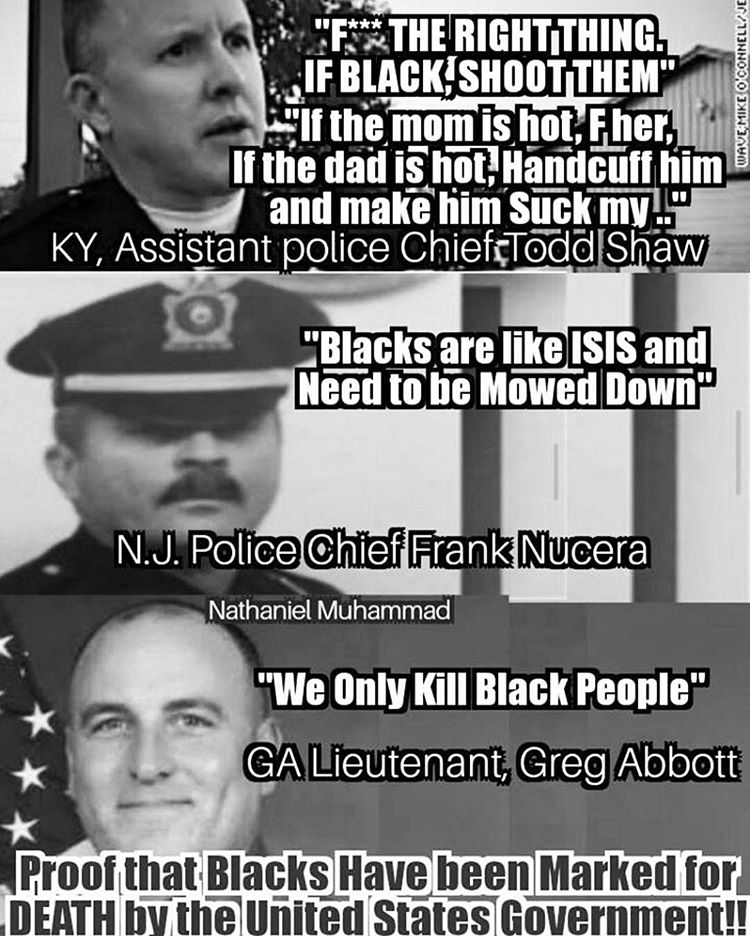 "F*** THE RIGHT THING.
IF BLACK, SHOOT THEM"
"If the mom is hot, F her,
If the dad is hot, Handcuff him
and make him Suck my .."
KY, Assistant police Chief Todd Shaw
WAVE/MIKE O'CONNELL/JE
"Blacks are like ISIS and
Need to be Mowed Down"
N.J. Police Chief Frank Nucera
Nathaniel Muhammad
"We Only Kill Black People"
GA Lieutenant, Greg Abbott
Proof that Blacks Have been Marked for
DEATH by the United States Government!!